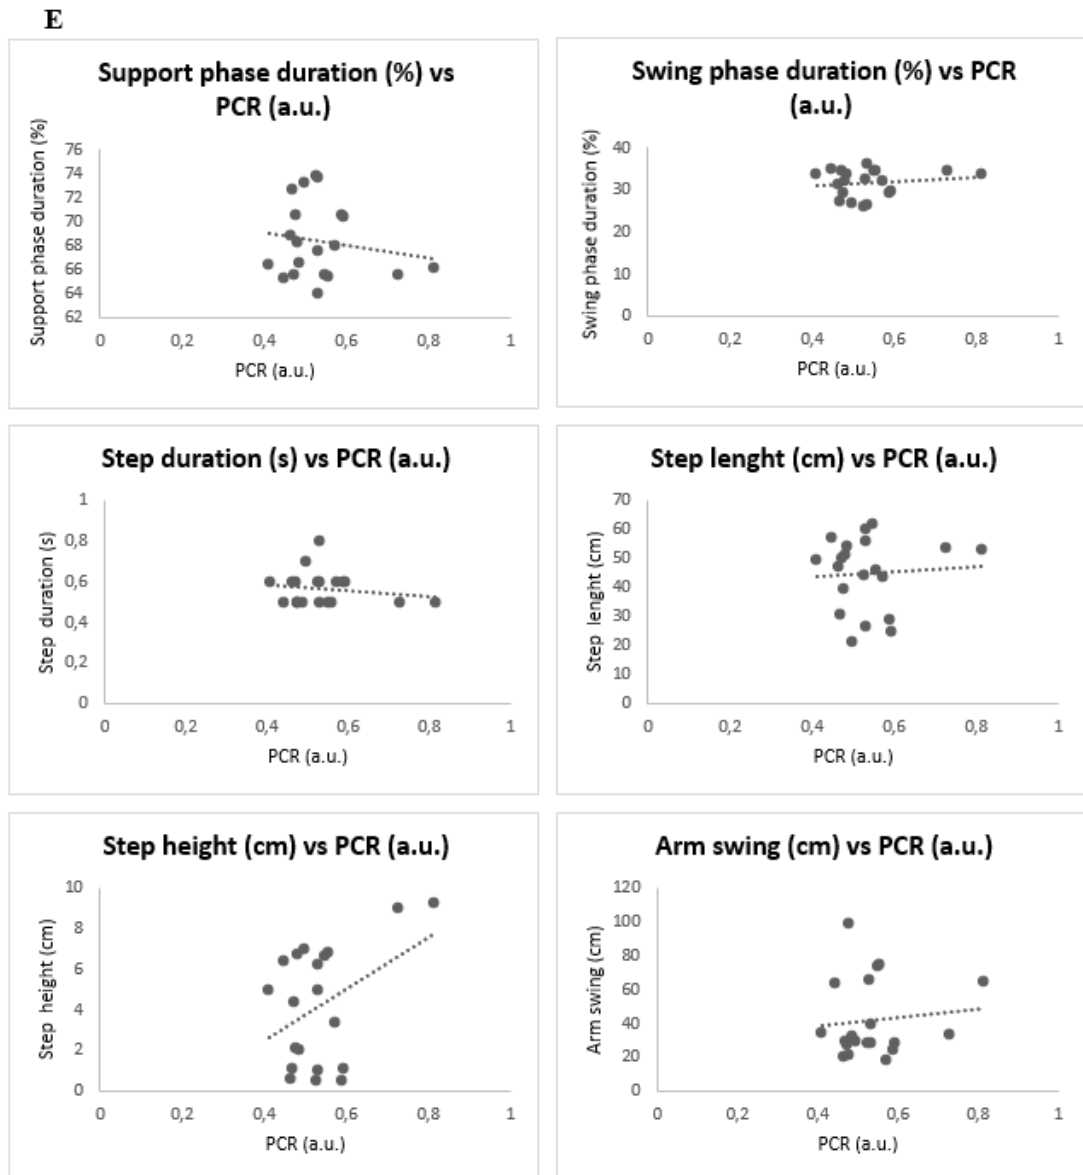 E
Support phase duration (%) vs
PCR (a.u.)
Support phase duration (%)
76
74
72
70
68
66
64
62
0 0,2 0,4 0,6 0,8 1
PCR (a.u.)
Swing phase duration (%) vs PCR
(a.u.)
Swing phase duration (%)
40
30
20
10
0
0 0,2 0,4 0,6 0,8 1
PCR (a.u.)
Step duration (s) vs PCR (a.u.)
Step duration (s)
1
0,8
0,6
0,4
0,2
0
0 0,2 0,4 0,6 0,8 1
PCR (a.u.)
Step lenght (cm) vs PCR (a.u.)
Step lenght (cm)
70
60
50
40
30
20
10
0
0 0,2 0,4 0,6 0,8 1
PCR (a.u.)
Step height (cm) vs PCR (a.u.)
Step height (cm)
10
8
6
4
2
0
0 0,2 0,4 0,6 0,8 1
PCR (a.u.)
Arm swing (cm) vs PCR (a.u.)
Arm swing (cm)
120
100
80
60
40
20
0
0 0,2 0,4 0,6 0,8 1
PCR (a.u.)